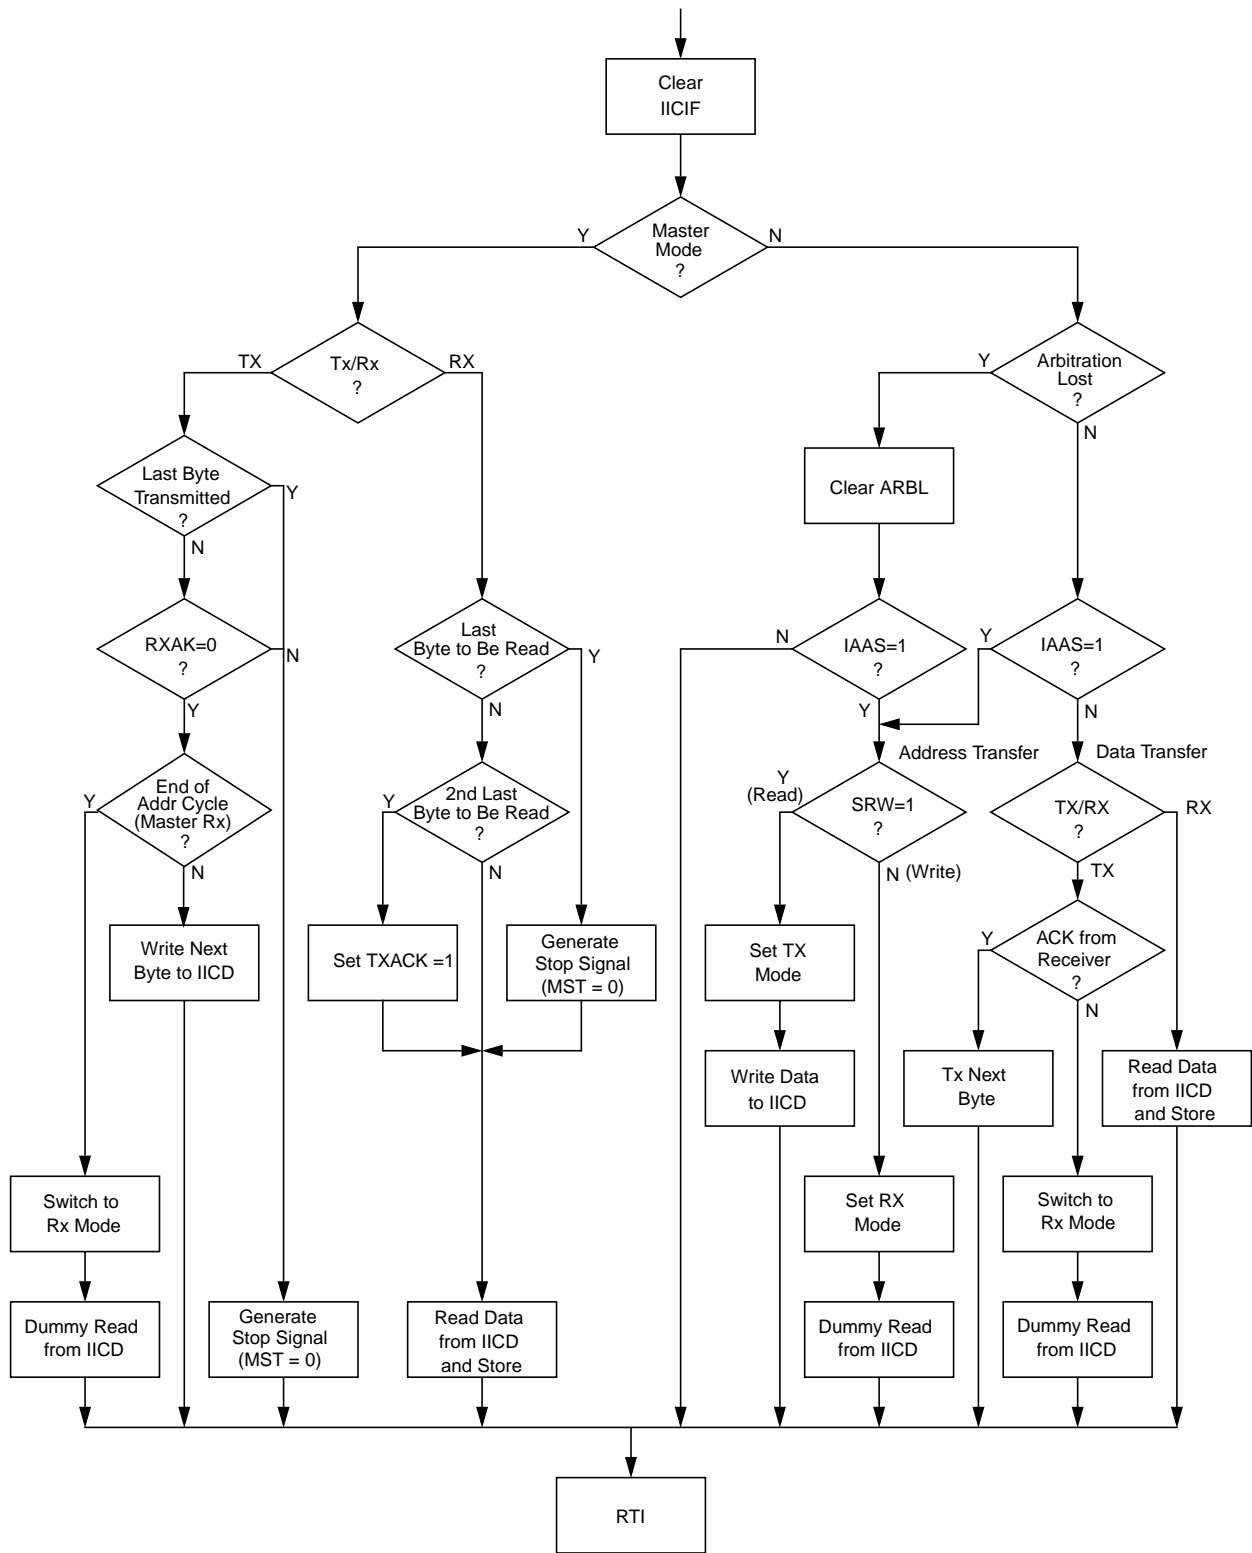 Clear
IICIF
Y
Master
Mode
?
N
TX
Tx/Rx
?
RX
Y
Arbitration
Lost
?
N
Last Byte
Transmitted
?
Y
N
Clear ARBL
RXAK=0
?
N
Y
Last
Byte to Be Read
?
Y
N
N
IAAS=1
?
Y
Y
IAAS=1
?
N
Address Transfer
Data Transfer
Y
End of
Addr Cycle
(Master Rx)
?
N
Y
2nd Last
Byte to Be Read
?
N
Y
(Read)
SRW=1
?
N (Write)
TX/RX
?
RX
TX
Write Next
Byte to IICD
Set TXACK =1
Generate
Stop Signal
(MST = 0)
Set TX
Mode
Y
ACK from
Receiver
?
N
Write Data
to IICD
Tx Next
Byte
Read Data
from IICD
and Store
Switch to
Rx Mode
Set RX
Mode
Switch to
Rx Mode
Dummy Read
from IICD
Generate
Stop Signal
(MST = 0)
Read Data
from IICD
and Store
Dummy Read
from IICD
Dummy Read
from IICD
RTI